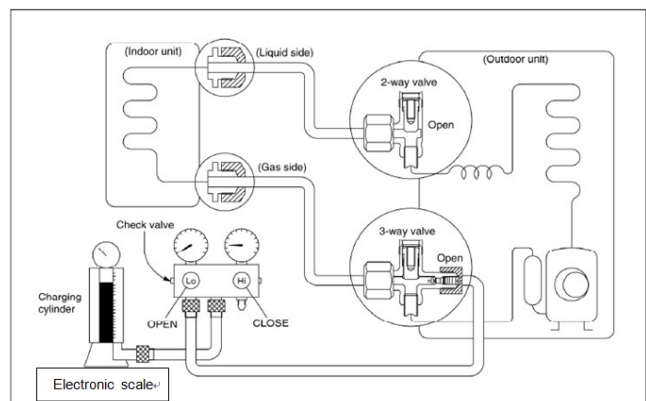 (Indoor unit)
(Liquid side)
(Outdoor unit)
2-way valve
Open
(Gas side)
3-way valve
Open
Check valve
Lo
Hi
Charging
cylinder
OPEN
CLOSE
Electronic scale